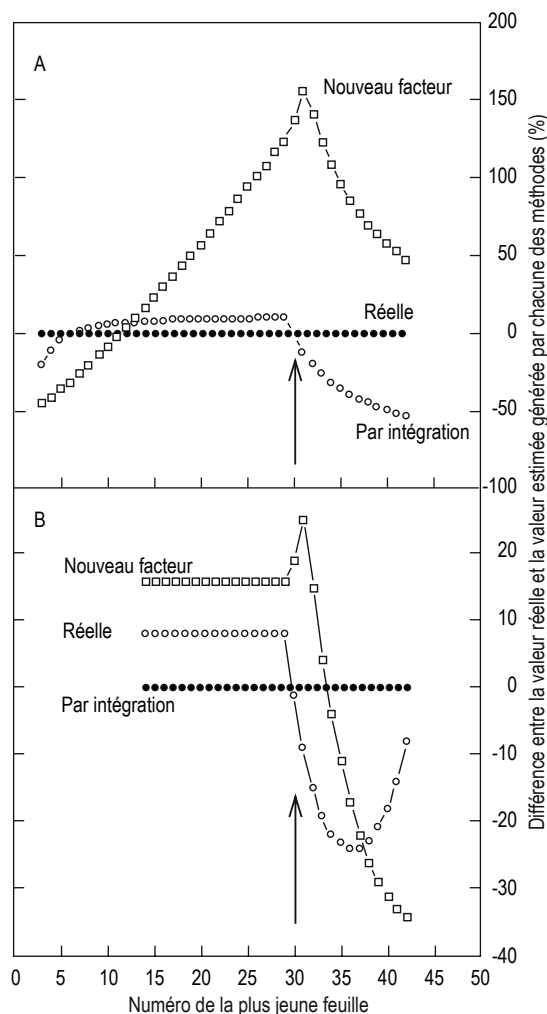 200
A
Nouveau facteur
150
100
50
Réelle
0
Par intégration
-50
-100
B
20
Nouveau facteur
10
Réelle
0
Par intégration
-10
-20
-30
-40
0 5 10 15 20 25 30 35 40 45 50
Numéro de la plus jeune feuille
Différence entre la valeur réelle et la valeur estimée générée par chacune des méthodes (%)